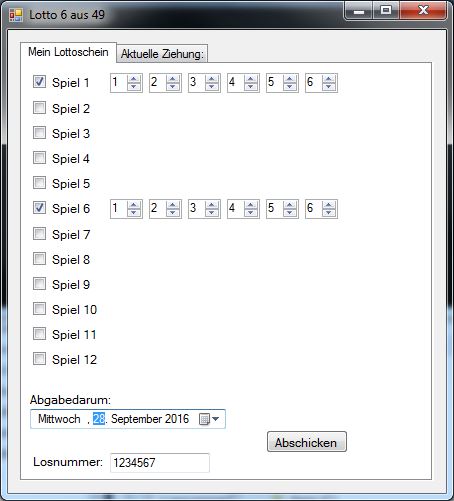 Lotto 6 aus 49
Mein Lottoschein Aktuelle Ziehung:
Spiel 1 1 2 3 4 5 6
Spiel 2
Spiel 3
Spiel 4
Spiel 5
Spiel 6 1 2 3 4 5 6
Spiel 7
Spiel 8
Spiel 9
Spiel 10
Spiel 11
Spiel 12
Abgabedarum:
Mittwoch , 28. September 2016
Abschicken
Losnummer: 1234567